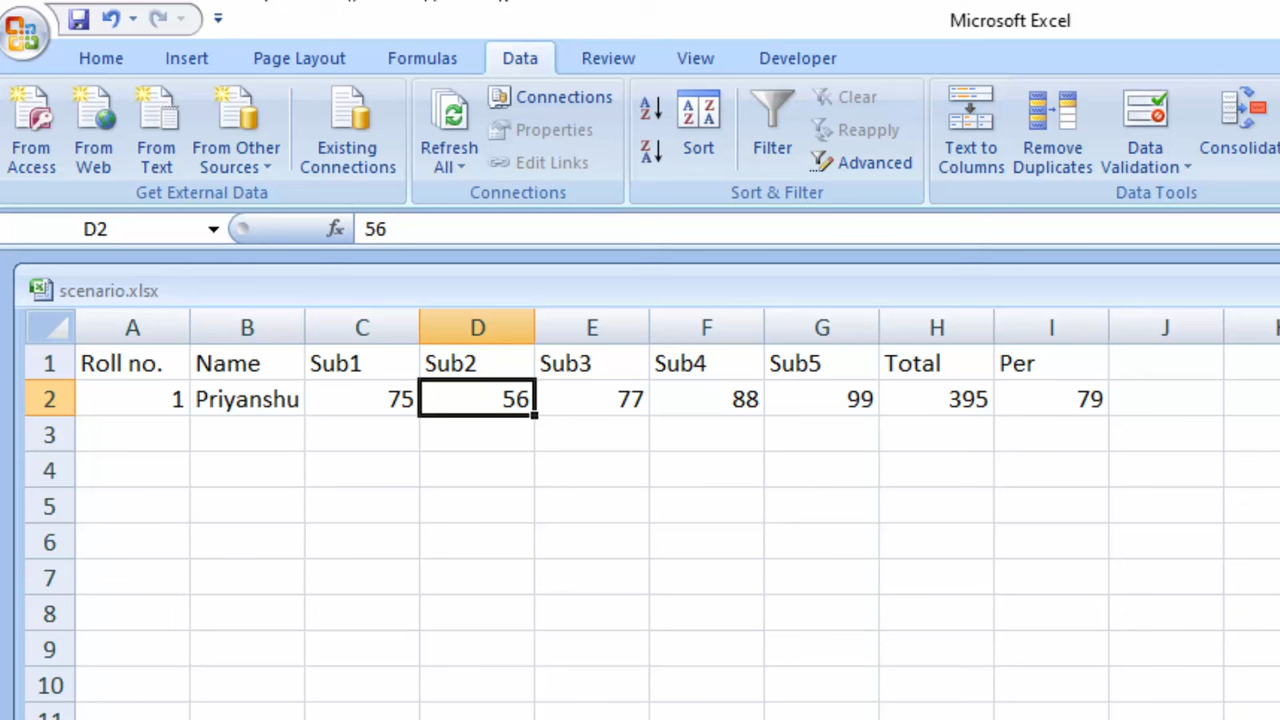 Microsoft Excel
Home Insert Page Layout Formulas Data Review View Developer
From Access
From Web
From Text
From Other Sources
Existing Connections
Get External Data
Refresh All
Connections
Properties
Edit Links
Connections
A Z
Z A
A Z Z A
Sort
Filter
Clear
Reapply
Advanced
Sort & Filter
Text to Columns
Remove Duplicates
Data Validation
Consolidat
Data Tools
D2 fx 56
scenario.xlsx
A B C D E F G H I J
1 Roll no. Name Sub1 Sub2 Sub3 Sub4 Sub5 Total Per
2 1 Priyanshu 75 56 77 88 99 395 79
3
4
5
6
7
8
9
10
11